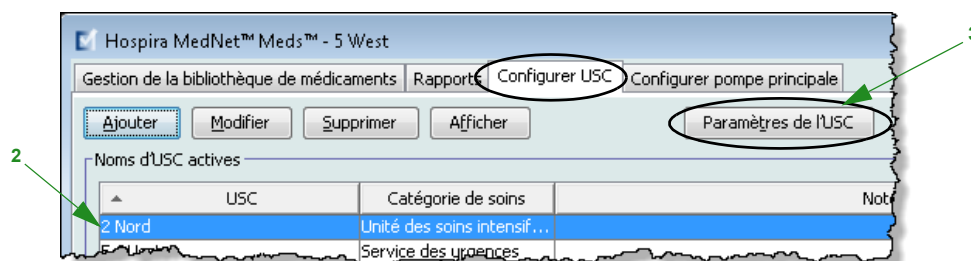 3
Hospira MedNet™ Meds™ - 5 West
Gestion de la bibliothèque de médicaments Rapports Configurer USC Configurer pompe principale
Ajouter Modifier Supprimer Afficher Paramètres de l'USC
Noms d'USC actives
2
USC Catégorie de soins Not
2 Nord Unité des soins intensif...
Service des urgences